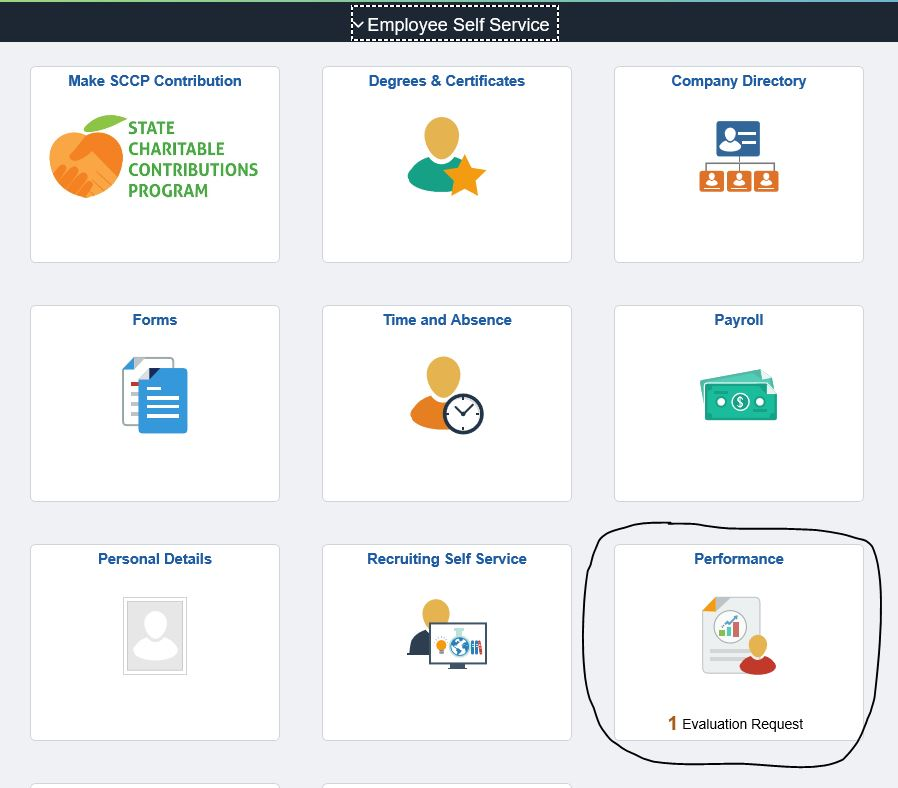 Employee Self Service
Make SCCP Contribution
STATE
CHARITABLE
CONTRIBUTIONS
PROGRAM
Degrees & Certificates
Company Directory
Forms
Time and Absence
Payroll
$
Personal Details
Recruiting Self Service
Performance
1 Evaluation Request